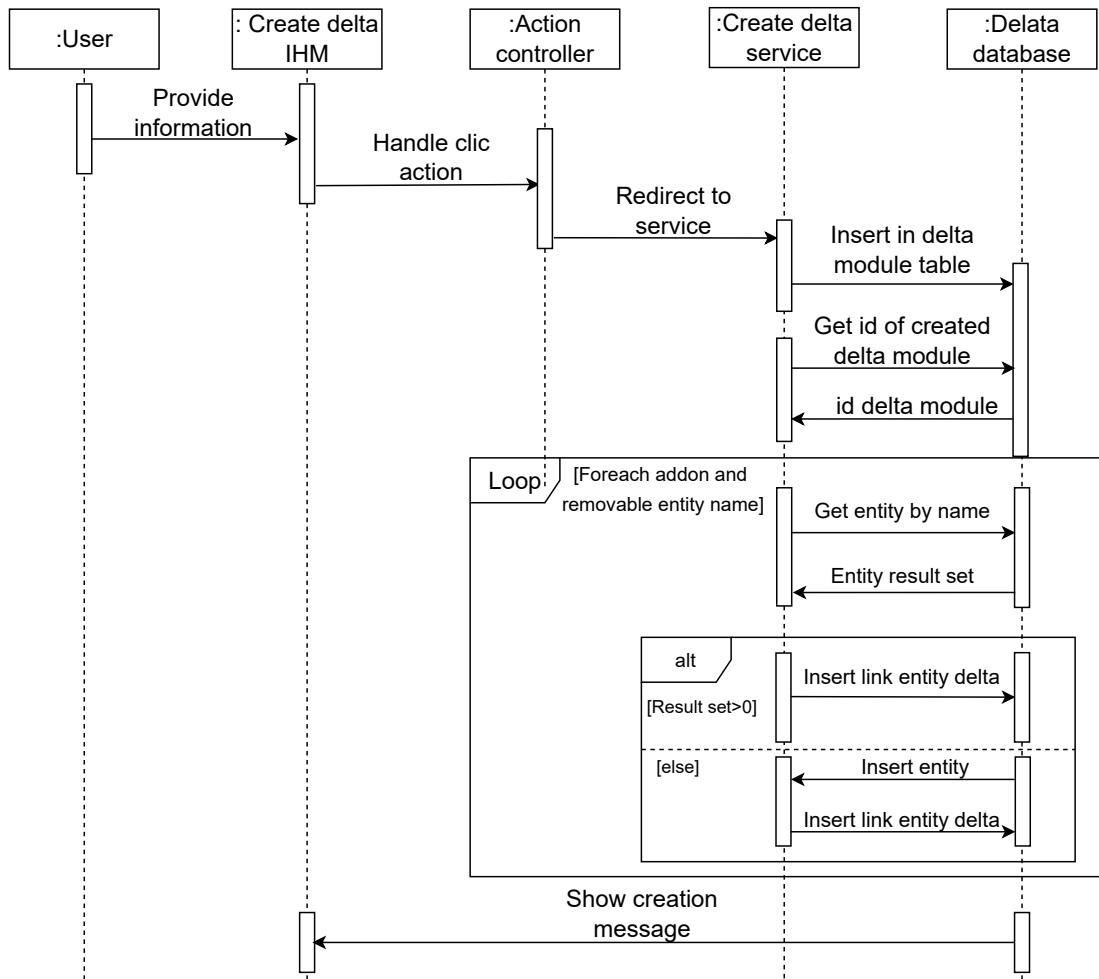 :User
: Create delta
IHM
:Action
controller
:Create delta
service
:Delata
database
Provide
information
Handle clic
action
Redirect to
service
Insert in delta
module table
Get id of created
delta module
id delta module
Loop
[Foreach addon and
removable entity name]
Get entity by name
Entity result set
alt
Insert link entity delta
[Result set>0]
[else]
Insert entity
Insert link entity delta
Show creation
message